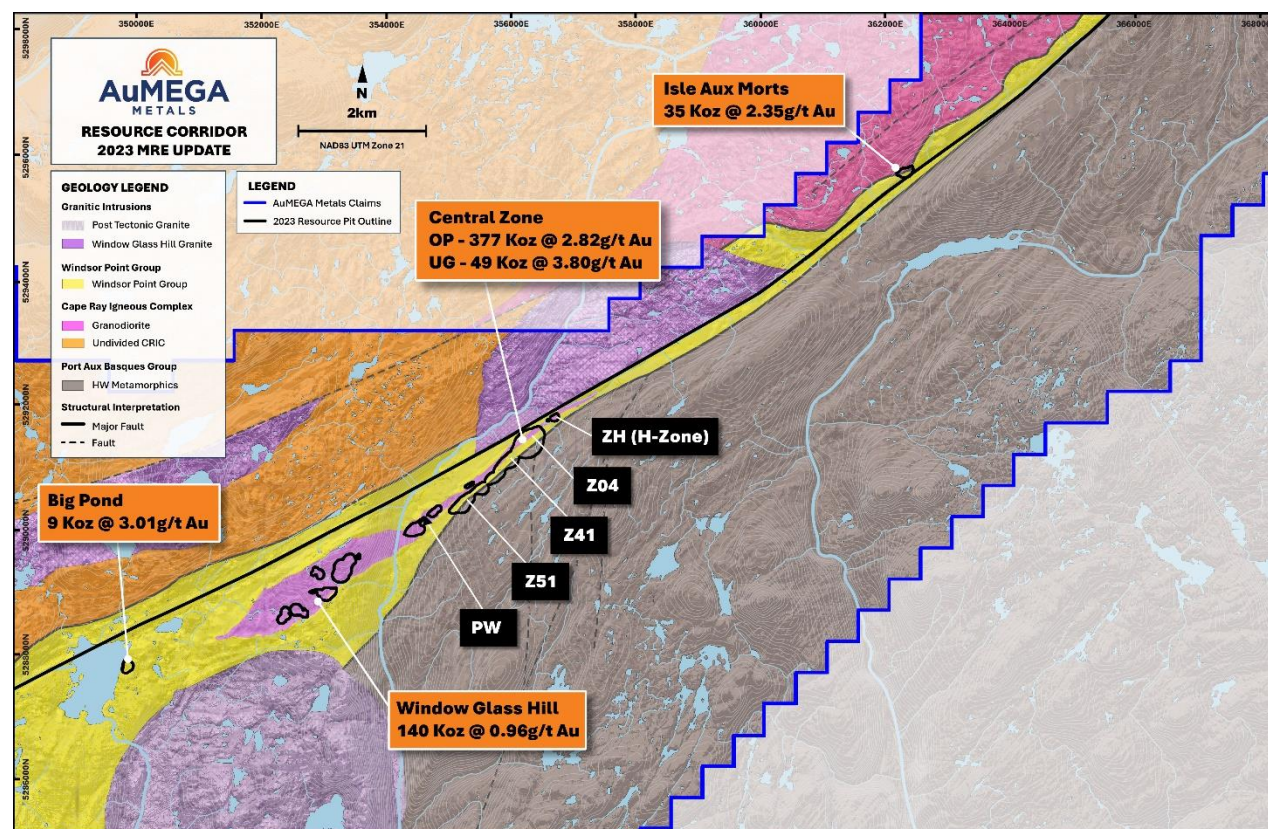 350000E
352000E
354000E
356000E
358000E
360000E
362000E
364000E
366000E
368000E
5298000N
5296000N
5294000N
5292000N
5290000N
5288000N
5286000N
AuMEGA
METALS
RESOURCE CORRIDOR
2023 MRE UPDATE
N
2km
NAD83 UTM Zone 21
GEOLOGY LEGEND
Granitic Intrusions
Post Tectonic Granite
Window Glass Hill Granite
Windsor Point Group
Windsor Point Group
Cape Ray Igneous Complex
Granodiorite
Undivided CRIC
Port Aux Basques Group
HW Metamorphics
Structural Interpretation
Major Fault
Fault
LEGEND
AuMEGA Metals Claims
2023 Resource Pit Outline
Isle Aux Morts
35 Koz @ 2.35g/t Au
Central Zone
OP - 377 Koz @ 2.82g/t Au
UG - 49 Koz @ 3.80g/t Au
ZH (H-Zone)
Z04
Z41
Z51
PW
Big Pond
9 Koz @ 3.01g/t Au
Window Glass Hill
140 Koz @ 0.96g/t Au